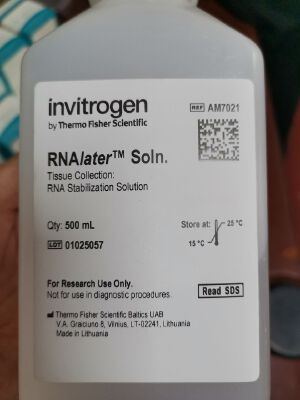 invitrogen
by Thermo Fisher Scientific
REF AM7021
RNAlater™ Soln.
Tissue Collection:
RNA Stabilization Solution
Qty: 500 mL
Store at: 25 °C
15 °C
LOT 01025057
For Research Use Only.
Not for use in diagnostic procedures.
Read SDS
Thermo Fisher Scientific Baltics UAB
V.A. Graiciuno 8, Vilnius, LT-02241, Lithuania
Made in Lithuania